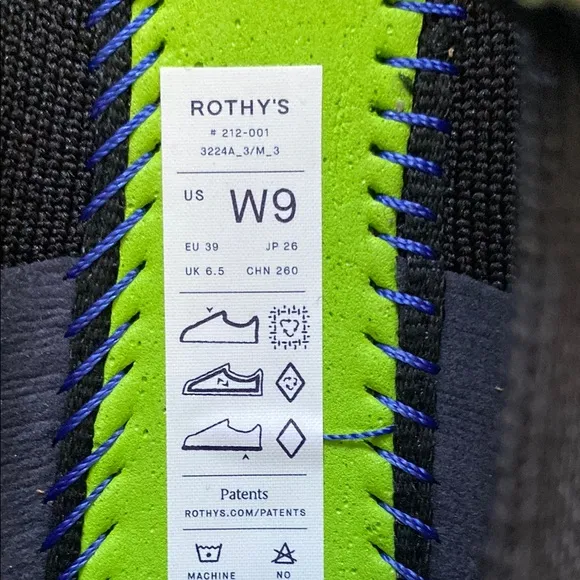 ROTHY'S
# 212-001
3224A_3/M_3
US W9
EU 39 JP 26
UK 6.5 CHN 260
Patents
ROTHYS.COM/PATENTS
MACHINE NO